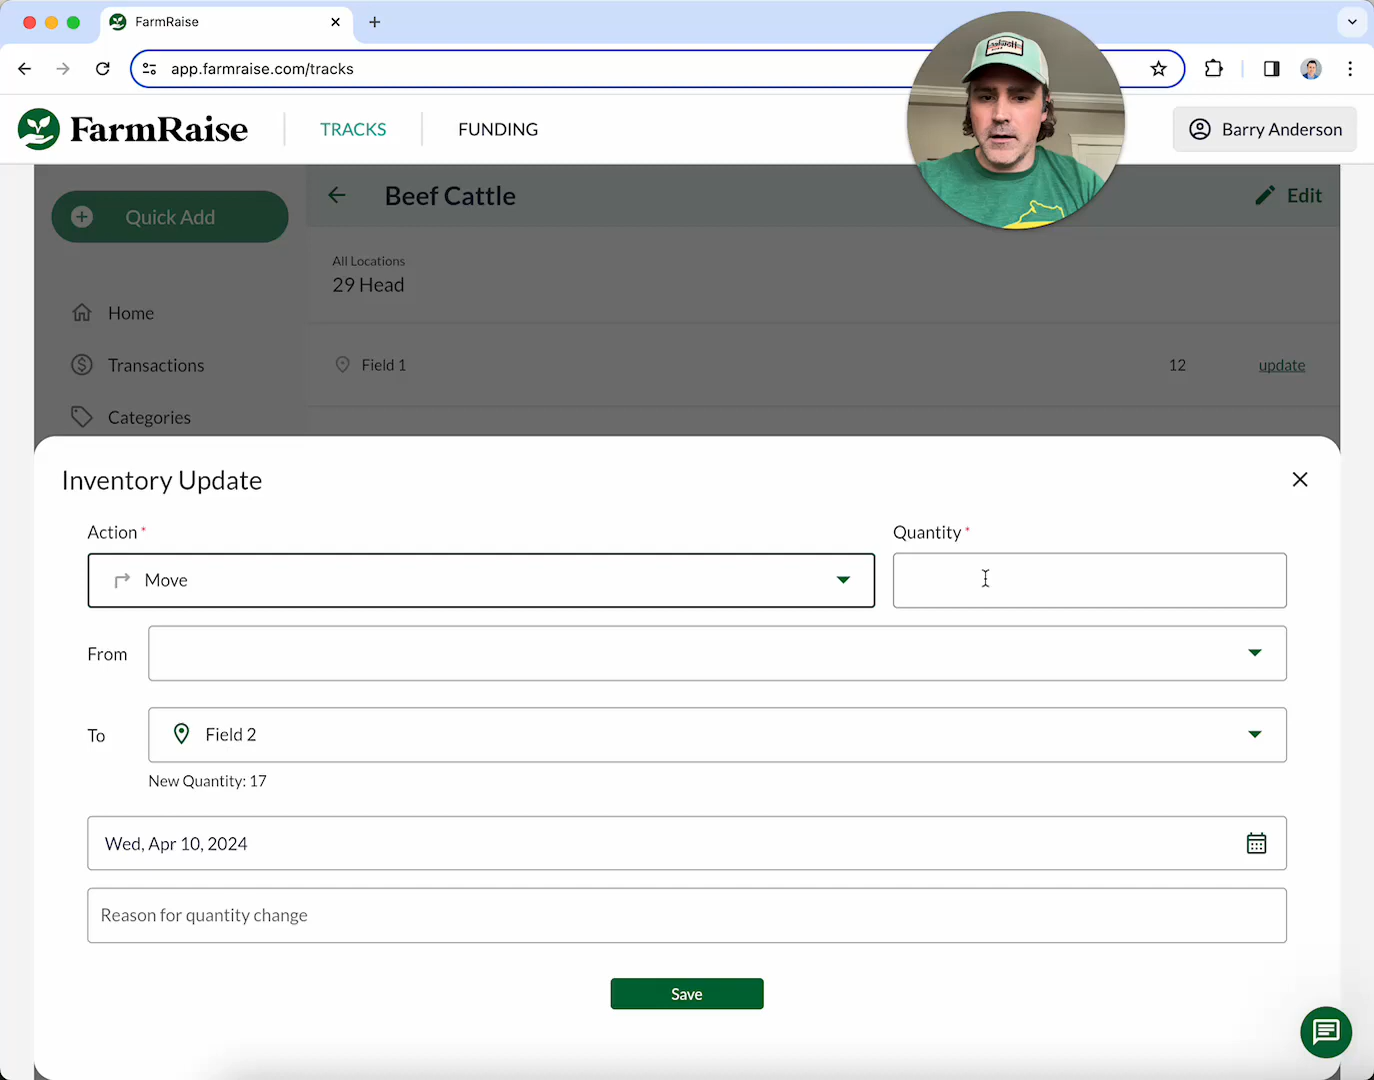 FarmRaise
app.farmraise.com/tracks
FarmRaise
TRACKS
FUNDING
Barry Anderson
Quick Add
Beef Cattle
Edit
All Locations
29 Head
Home
Transactions
Categories
Field 1
12
update
Inventory Update
Action *
Quantity *
Move
From
To
Field 2
New Quantity: 17
Wed, Apr 10, 2024
Reason for quantity change
Save